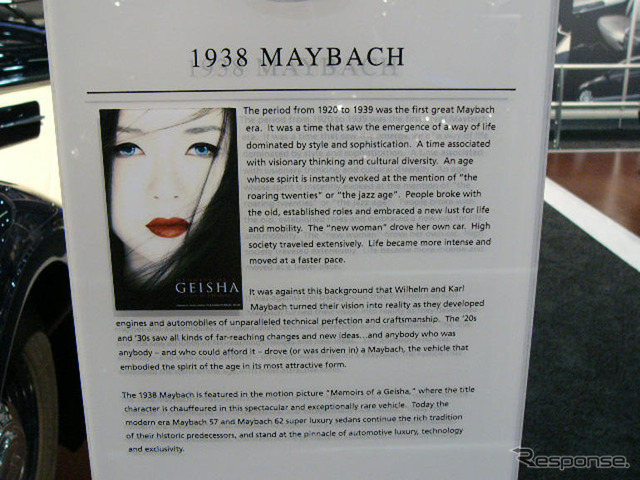 1938 MAYBACH
The period from 1920 to 1939 was the first great Maybach
era. It was a time that saw the emergence of a way of life
dominated by style and sophistication. A time associated
with visionary thinking and cultural diversity. An age
whose spirit is instantly evoked at the mention of "the
roaring twenties" or "the jazz age". People broke with
the old, established roles and embraced a new lust for life
and mobility. The "new woman" drove her own car. High
society traveled extensively. Life became more intense and
moved at a faster pace.
GEISHA
It was against this background that Wilhelm and Karl
Maybach turned their vision into reality as they developed
engines and automobiles of unparalleled technical perfection and craftsmanship. The '20s
and '30s saw all kinds of far-reaching changes and new ideas...and anybody who was
anybody – and who could afford it – drove (or was driven in) a Maybach, the vehicle that
embodied the spirit of the age in its most attractive form.
The 1938 Maybach is featured in the motion picture "Memoirs of a Geisha," where the title
character is chauffeured in this spectacular and exceptionally rare vehicle. Today the
modern era Maybach 57 and Maybach 62 super luxury sedans continue the rich tradition
of their historic predecessors, and stand at the pinnacle of automotive luxury, technology
and exclusivity.
Response.